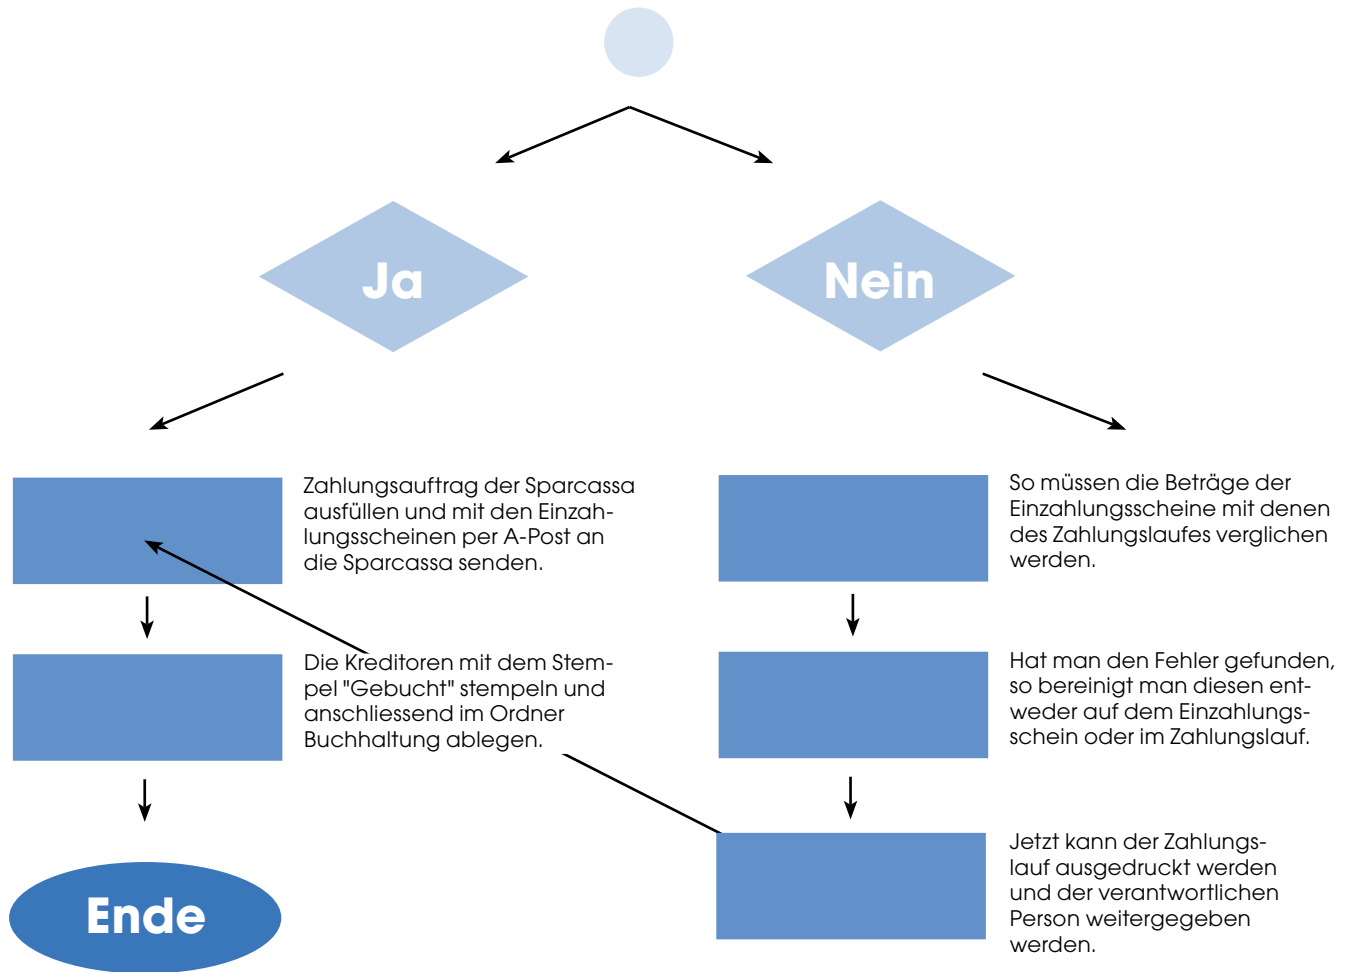 Ja
Nein
Zahlungsauftrag der Sparcassa
ausfüllen und mit den Einzah-
lungsscheinen per A-Post an
die Sparcassa senden.
So müssen die Beträge der
Einzahlungsscheine mit denen
des Zahlungslaufes verglichen
werden.
Die Kreditoren mit dem Stem-
pel "Gebucht" stempeln und
anschliessend im Ordner
Buchhaltung ablegen.
Hat man den Fehler gefunden,
so bereinigt man diesen ent-
weder auf dem Einzahlungs-
schein oder im Zahlungslauf.
Jetzt kann der Zahlungs-
lauf ausgedruckt werden
und der verantwortlichen
Person weitergegeben
werden.
Ende